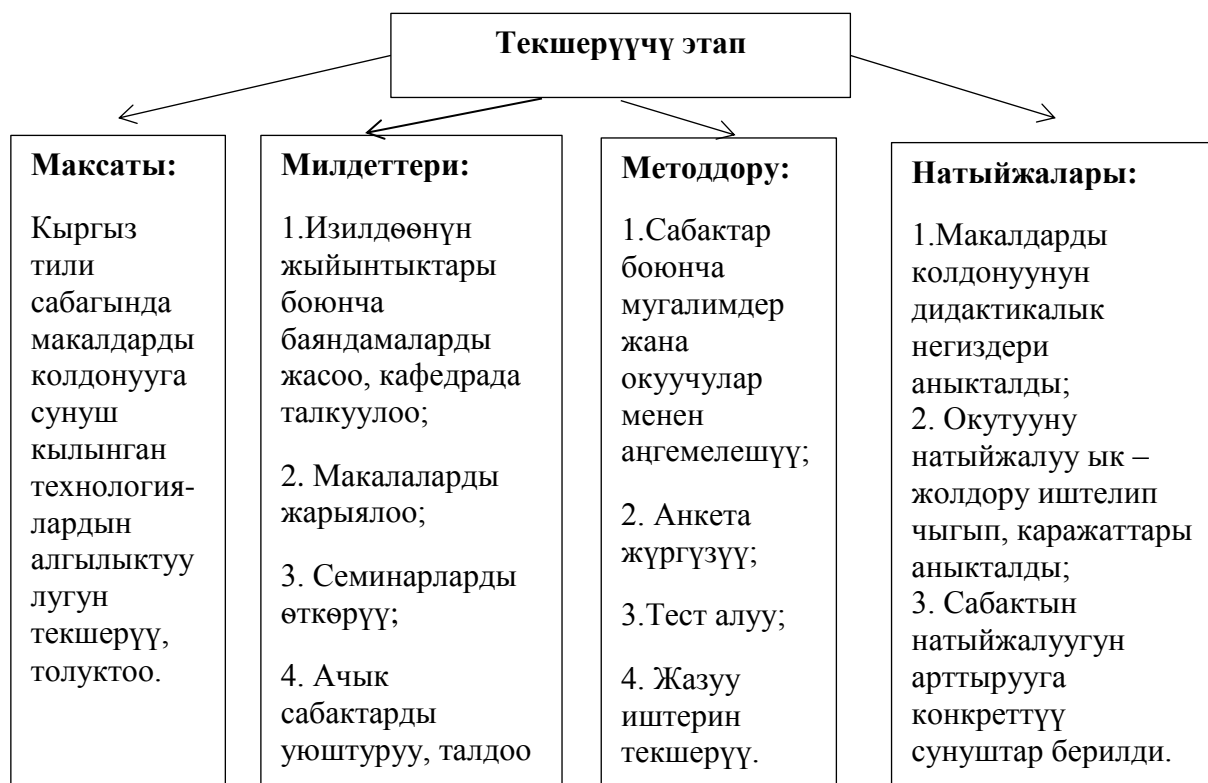 Текшерүүчү этап
Максаты:
Кыргыз
тили
сабагында
макалдарды
колдонууга
сунуш
кылынган
технология-
лардын
алгылыктуу
лугун
текшерүү,
толуктоо.
Милдеттери:
1.Изилдөөнүн
жыйынтыктары
боюнча
баяндамаларды
жасоо, кафедрада
талкуулоо;
2. Макалаларды
жарыялоо;
3. Семинарларды
өткөрүү;
4. Ачык
сабактарды
уюштуруу, талдоо
Методдору:
1.Сабактар
боюнча
мугалимдер
жана
окуучулар
менен
аңгемелешүү;
2. Анкета
жүргүзүү;
3.Тест алуу;
4. Жазуу
иштерин
текшерүү.
Натыйжалары:
1.Макалдарды
колдонуунун
дидактикалык
негиздери
аныкталды;
2. Окутууну
натыйжалуу ык –
жолдору иштелип
чыгып, каражаттары
аныкталды;
3. Сабактын
натыйжалуугун
арттырууга
конкреттүү
сунуштар берилди.